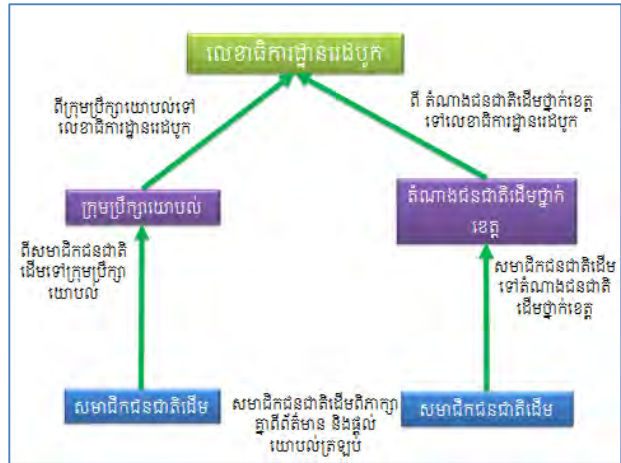 លេខាធិការដ្ឋានរេដបូក
ពីក្រុមប្រឹក្សាយោបល់ទៅ
លេខាធិការដ្ឋានរេដបូក
ពី តំណាងជនជាតិដើមថ្នាក់ខេត្ត
ទៅលេខាធិការដ្ឋានរេដបូក
ក្រុមប្រឹក្សាយោបល់
តំណាងជនជាតិដើមថ្នាក់
ខេត្ត
ពីសមាជិកជនជាតិ
ដើមទៅក្រុមប្រឹក្សា
យោបល់
សមាជិកជនជាតិដើម
ទៅតំណាងជនជាតិ
ដើមថ្នាក់ខេត្ត
សមាជិកជនជាតិដើម
សមាជិកជនជាតិដើមពិភាក្សា
គ្នាពីព័ត៌មាន និងផ្តល់
យោបល់ត្រឡប់
សមាជិកជនជាតិដើម